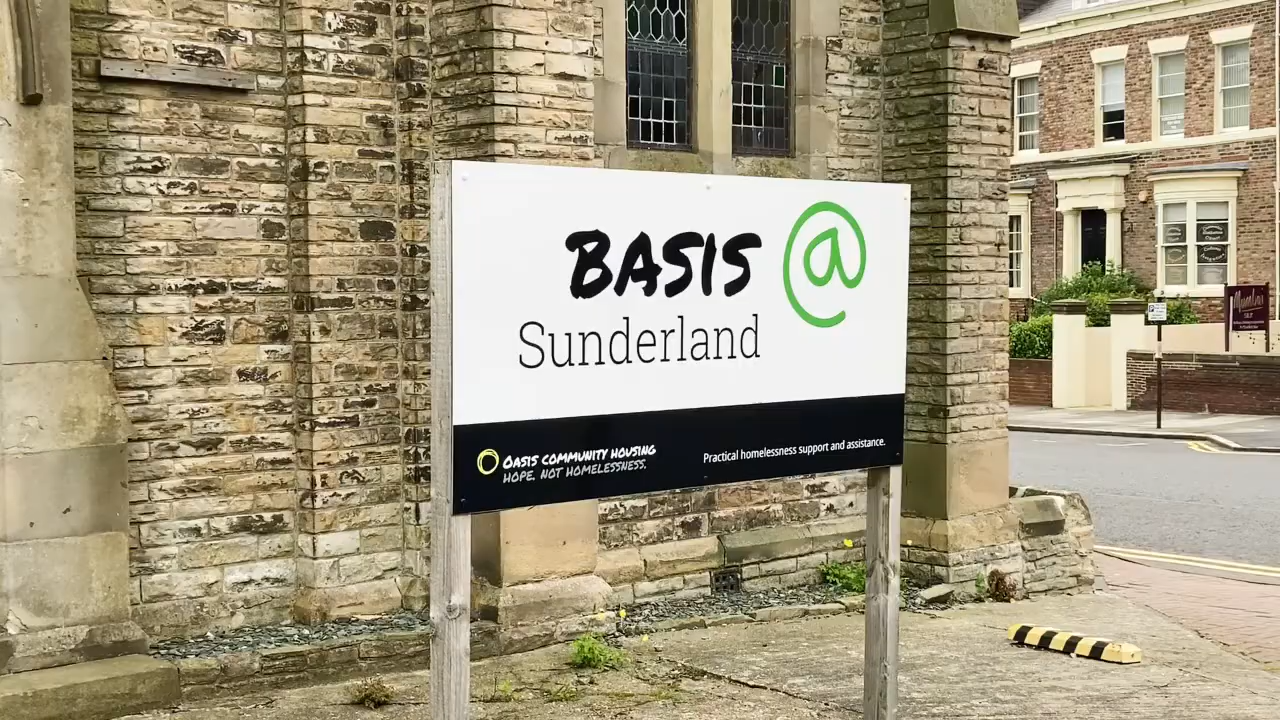 BASIS @
Sunderland
OASIS COMMUNITY HOUSING
HOPE. NOT HOMELESSNESS.
Practical homelessness support and assistance.